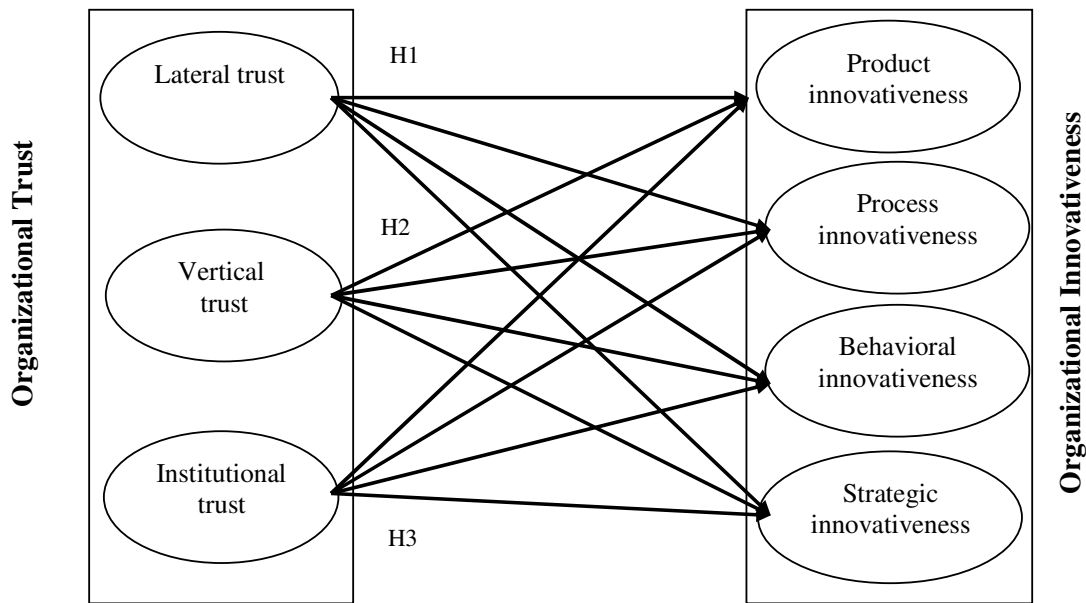 Organizational Trust
Lateral trust
Vertical
trust
Institutional
trust
H1
H2
H3
Product
innovativeness
Process
innovativeness
Behavioral
innovativeness
Strategic
innovativeness
Organizational Innovativeness